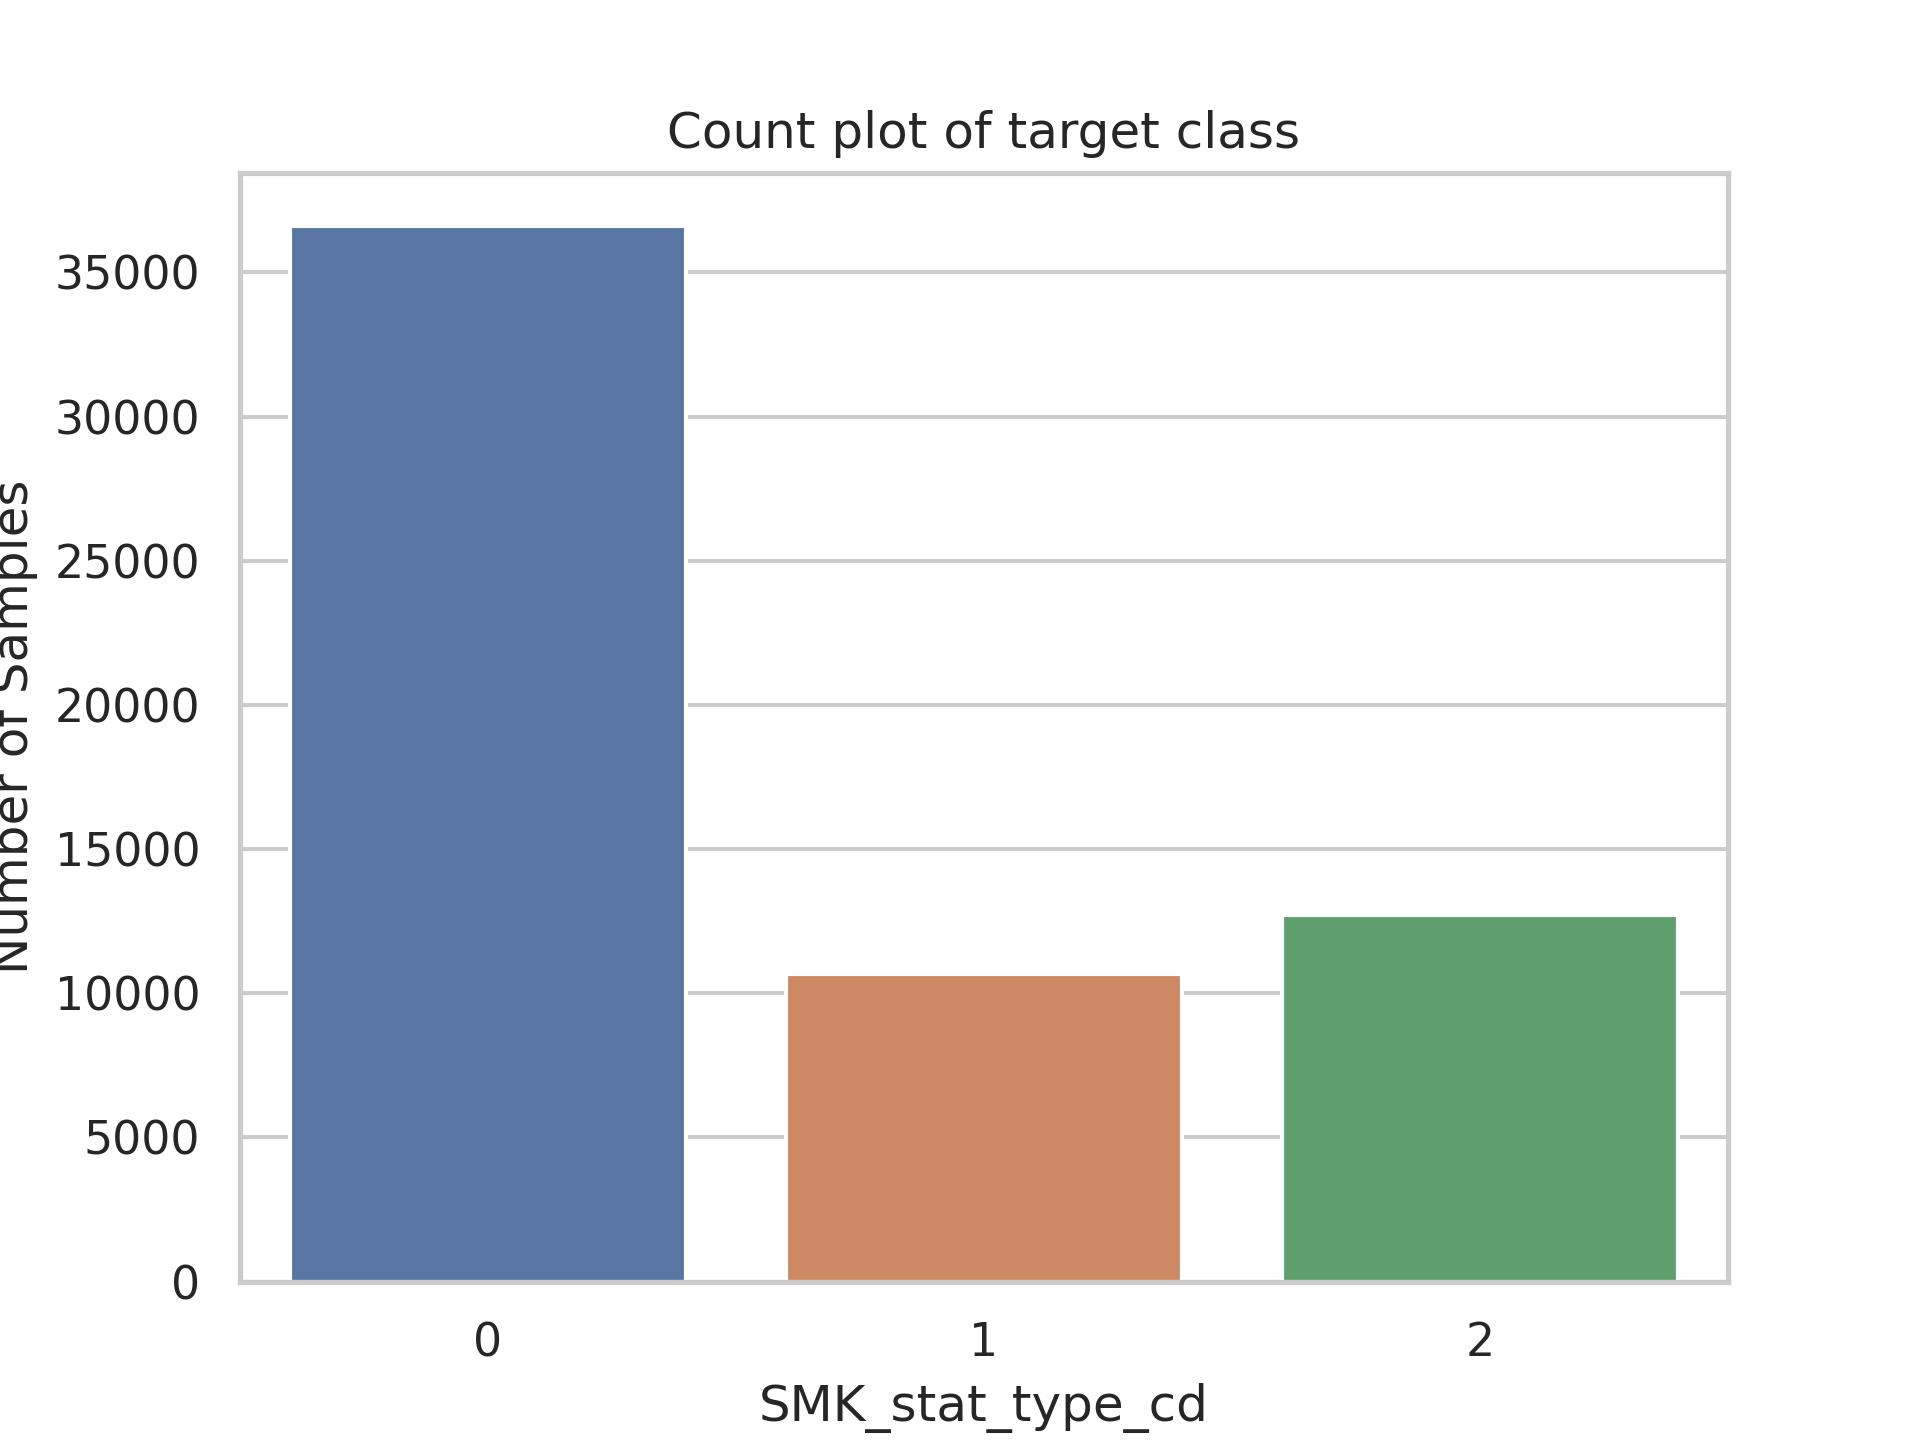 Count plot of target class
35000
30000
25000
20000
15000
10000
5000
0
Number of Samples
0 1 2
SMK_stat_type_cd